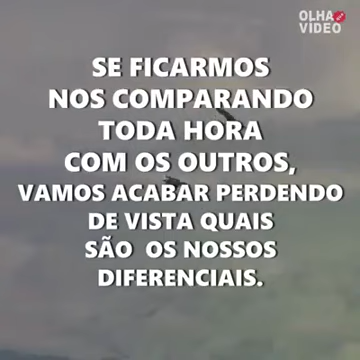 OLHA
VIDEO
SE FICARMOS
NOS COMPARANDO
TODA HORA
COM OS OUTROS,
VAMOS ACABAR PERDENDO
DE VISTA QUAIS
SÃO OS NOSSOS
DIFERENCIAIS.